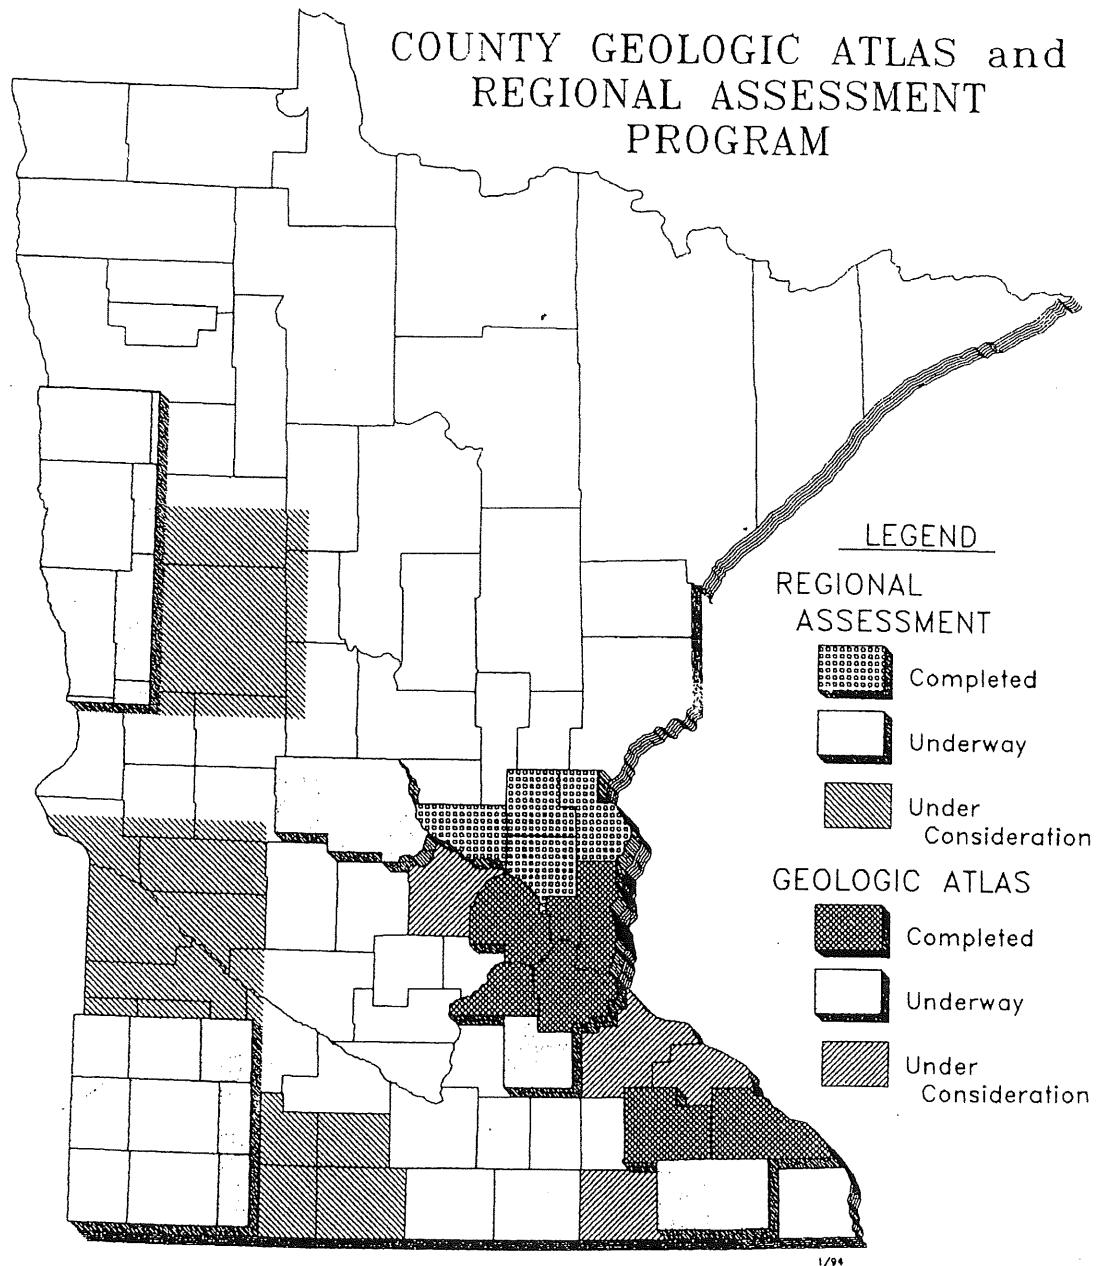 COUNTY GEOLOGIC ATLAS and
REGIONAL ASSESSMENT
PROGRAM
LEGEND
REGIONAL
ASSESSMENT
Completed
Underway
Under
Consideration
GEOLOGIC ATLAS
Completed
Underway
Under
Consideration
1/94